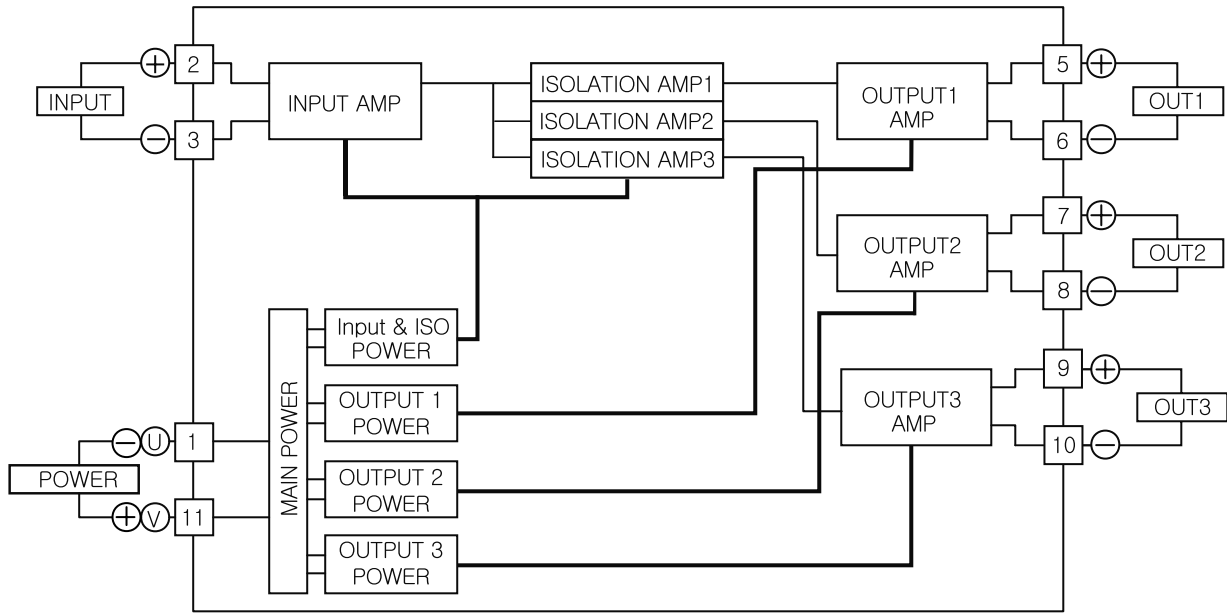 INPUT
+
2
−
3
INPUT AMP
ISOLATION AMP1
ISOLATION AMP2
ISOLATION AMP3
OUTPUT1
AMP
5
+
6
−
OUT1
OUTPUT2
AMP
7
+
8
−
OUT2
OUTPUT3
AMP
9
+
10
−
OUT3
POWER
− U
1
+ V
11
MAIN POWER
Input & ISO
POWER
OUTPUT 1
POWER
OUTPUT 2
POWER
OUTPUT 3
POWER